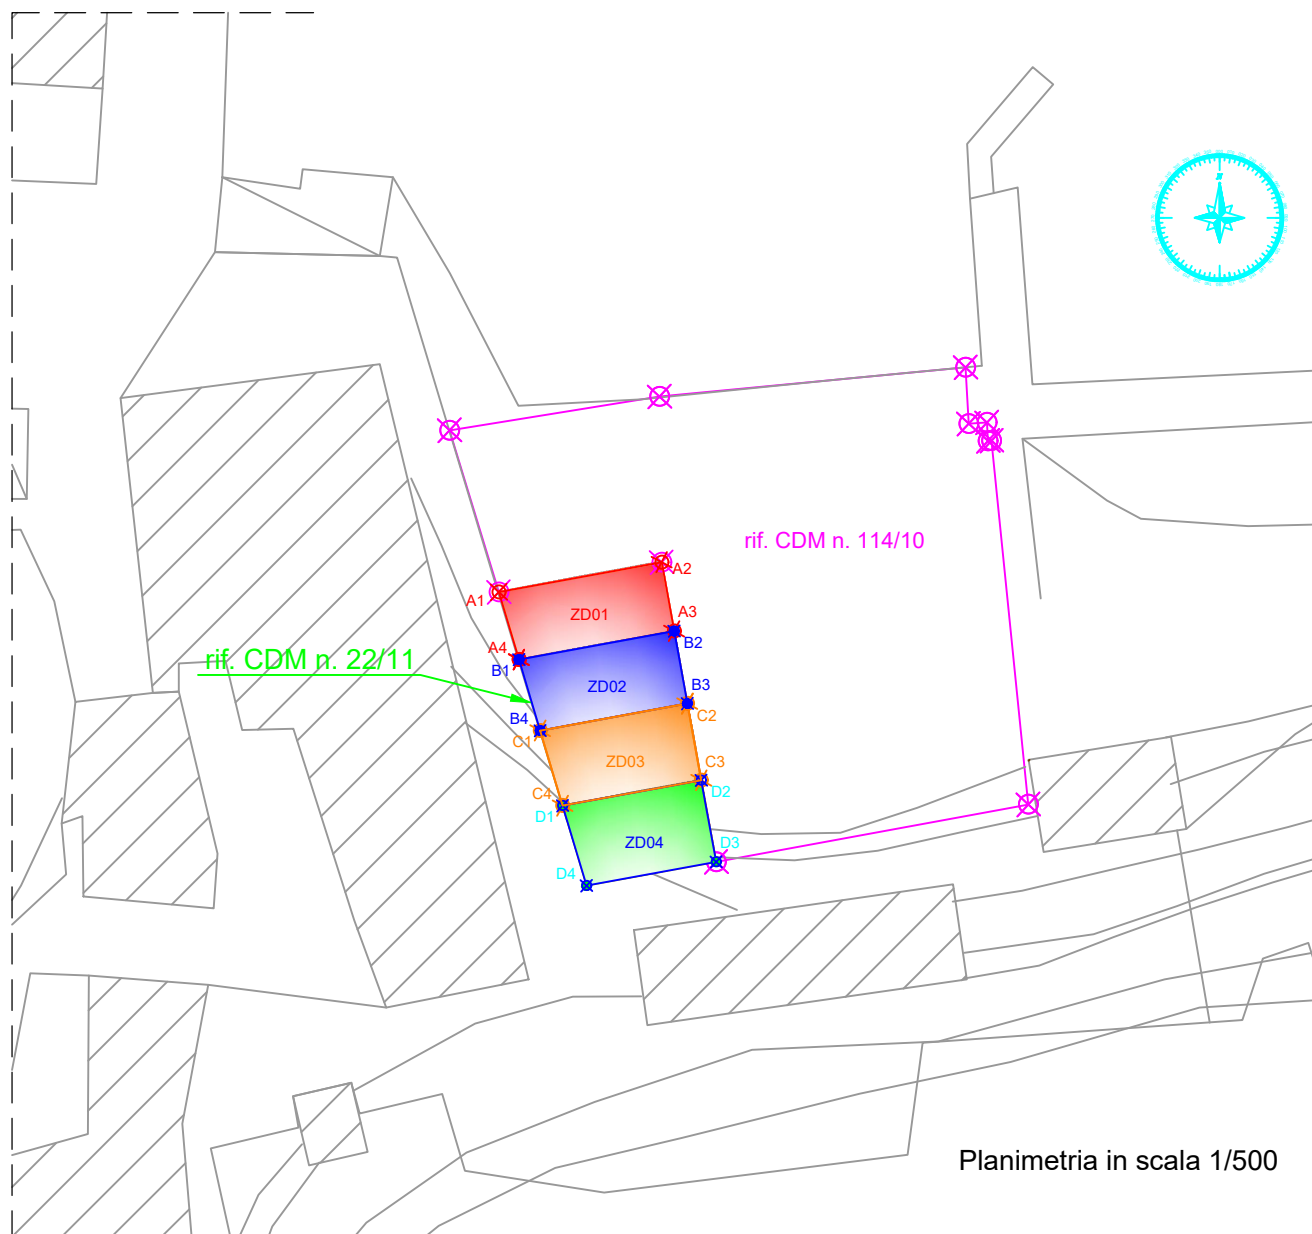 rif. CDM n. 114/10
A1
A2
ZD01
A3
A4
B2
B1
rif. CDM n. 22/11
ZD02
B3
B4
C2
C1
ZD03
C3
C4
D2
D1
ZD04
D3
D4
Planimetria in scala 1/500